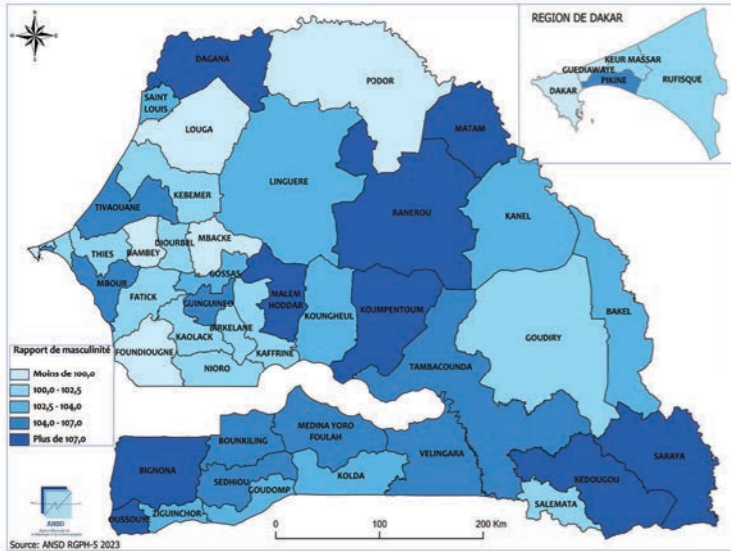 REGION DE DAKAR
KEUR MASSAR
GUEDIAWAYE
PIKINE
RUFISQUE
DAKAR
DAGANA
PODOR
SAINT
LOUIS
MATAM
LOUGA
LINGUERE
KEBEMER
RANEROU
KANEL
TIVAOUANE
MBACKE
DIOURBEL
THIES
BAMBEY
BAKEL
MBOUR
GOSSAS
MALEM
HODDAR
FATICK
GUINGUINEO
KOUNGHEUL
KOUMPENTOUM
BIRKELANE
GOUDIRY
KAOLACK
FOUNDIOUGNE
KAFFRINE
TAMBACOUNDA
NIORO
Rapport de masculinité
Moins de 100,0
100,0 - 102,5
102,5 - 104,0
104,0 - 107,0
Plus de 107,0
MEDINA YORO
FOULAH
BOUNKILING
VELINGARA
SARAYA
BIGNONA
KOLDA
KEDOUGOU
SEDHIOU
GOUDOMP
SALEMATA
OUSSOUYE
ZIGUINCHOR
ANSD
0 100 200 Km
Source: ANSD RGPH-5 2023